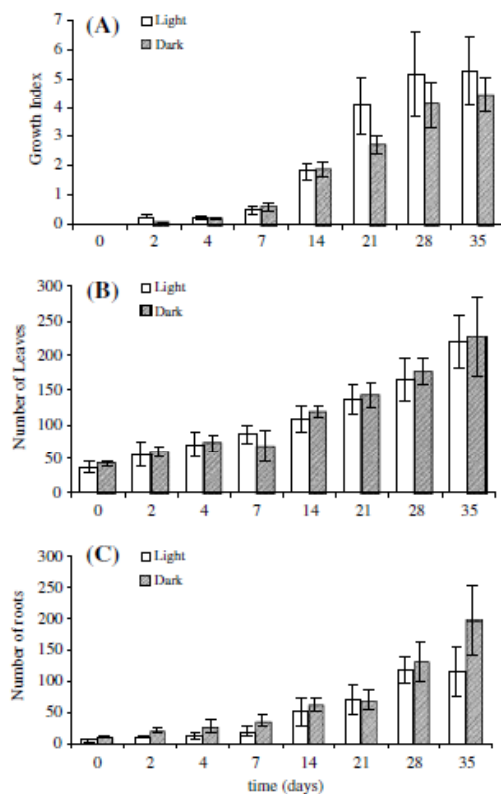 (A)
Light
Dark
Growth Index
7
6
5
4
3
2
1
0
0 2 4 7 14 21 28 35
(B)
Light
Dark
Number of Leaves
300
250
200
150
100
50
0
0 2 4 7 14 21 28 35
(C)
Light
Dark
Number of roots
300
250
200
150
100
50
0
0 2 4 7 14 21 28 35
time (days)